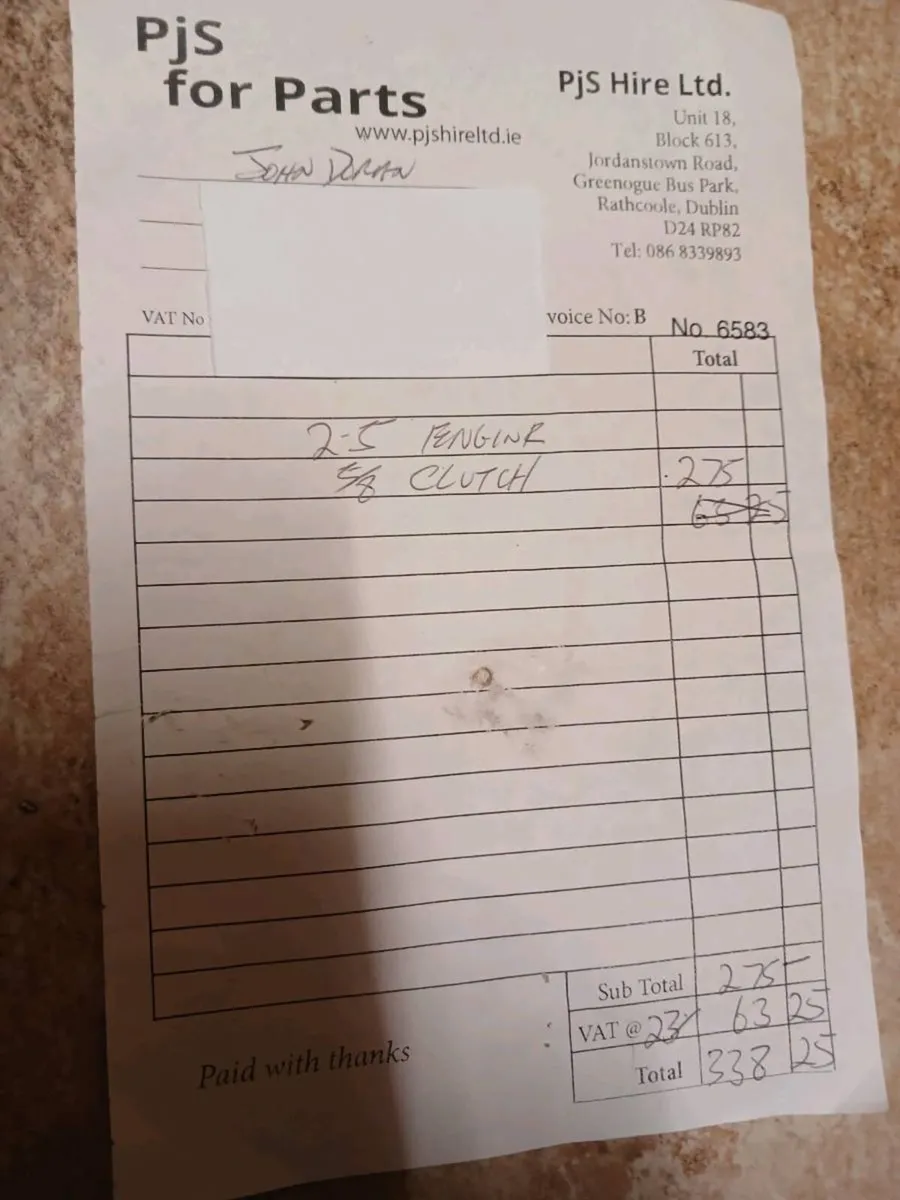 PjS
for Parts
www.pjshireltd.ie
PjS Hire Ltd.
Unit 18,
Block 613,
Jordanstown Road,
Greenogue Bus Park,
Rathcoole, Dublin
D24 RP82
Tel: 086 8339893
JOHN DORAN
VAT No
voice No: B No 6583
Total
2-5 ENGINE
5/8 CLUTCH 275
63 25
Sub Total 275 -
VAT @ 23% 63 25
Total 338 25
Paid with thanks